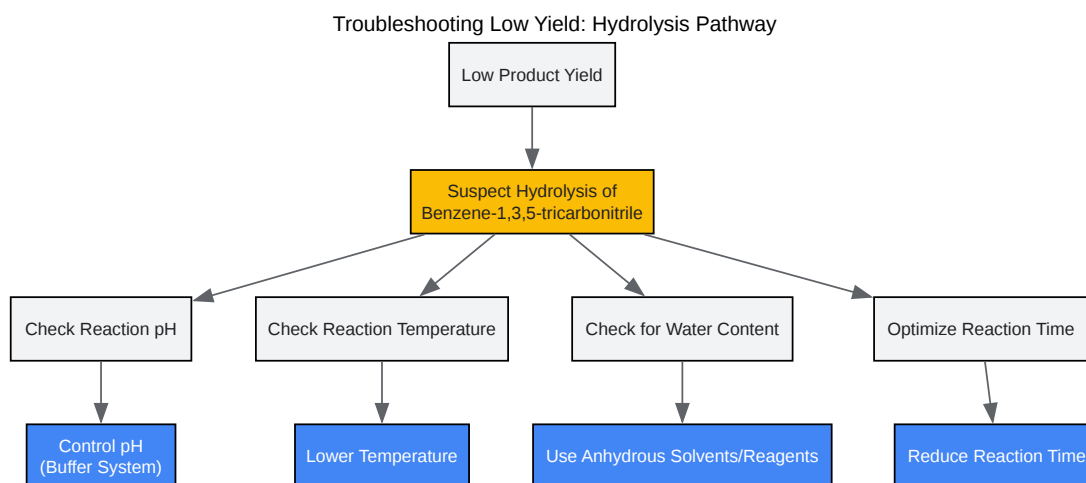 Troubleshooting Low Yield: Hydrolysis Pathway
Low Product Yield
Suspect Hydrolysis of
Benzene-1,3,5-tricarbonitrile
Check Reaction pH
Check Reaction Temperature
Check for Water Content
Optimize Reaction Time
Control pH
(Buffer System)
Lower Temperature
Use Anhydrous Solvents/Reagents
Reduce Reaction Time